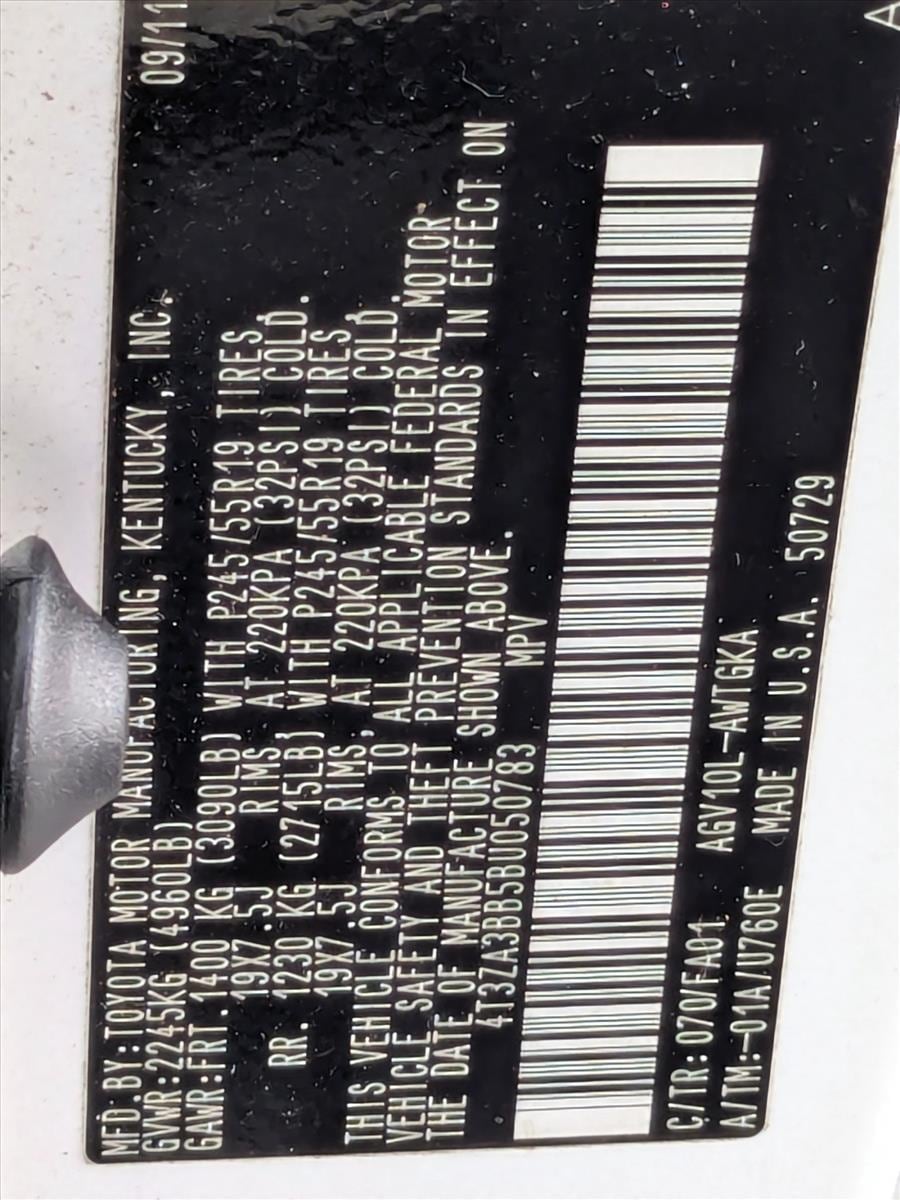 MFD.BY:TOYOTA MOTOR MANUFACTURING, KENTUCKY, INC. 09/11
GVWR:2245KG(4960LB)
GAWR:FRT.1400 KG (3090LB) WITH P245/55R19 TIRES,
19X7.5J RIMS, AT 220KPA (32PSI) COLD.
RR. 1230 KG (2715LB) WITH P245/55R19 TIRES,
19X7.5J RIMS, AT 220KPA (32PSI) COLD.
THIS VEHICLE CONFORMS TO ALL APPLICABLE FEDERAL MOTOR
VEHICLE SAFETY AND THEFT PREVENTION STANDARDS IN EFFECT ON
THE DATE OF MANUFACTURE SHOWN ABOVE.
4T3ZA3BB5BU050783 MPV
C/TR:070/FA01 AGV10L-AWTGKA
A/TM:-01A/U760E MADE IN U.S.A. 50729
A